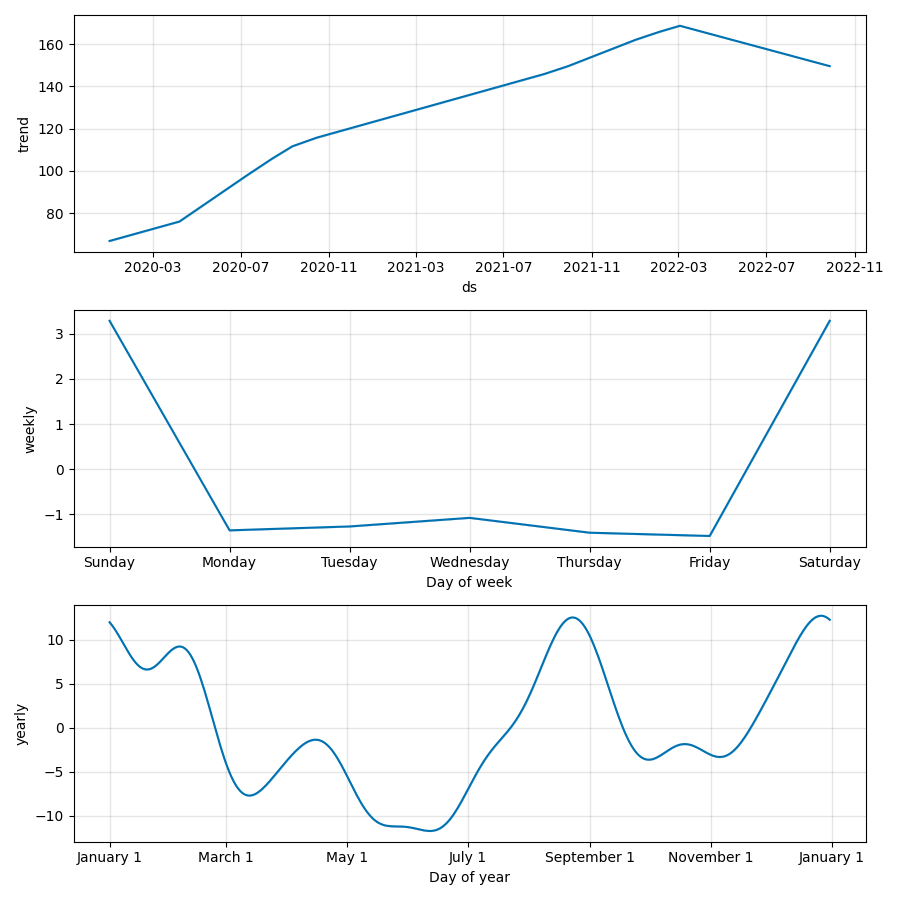 160
140
120
100
80
trend
2020-03 2020-07 2020-11 2021-03 2021-07 2021-11 2022-03 2022-07 2022-11
ds
3
2
1
0
−1
weekly
Sunday Monday Tuesday Wednesday Thursday Friday Saturday
Day of week
10
5
0
−5
−10
yearly
January 1 March 1 May 1 July 1 September 1 November 1 January 1
Day of year